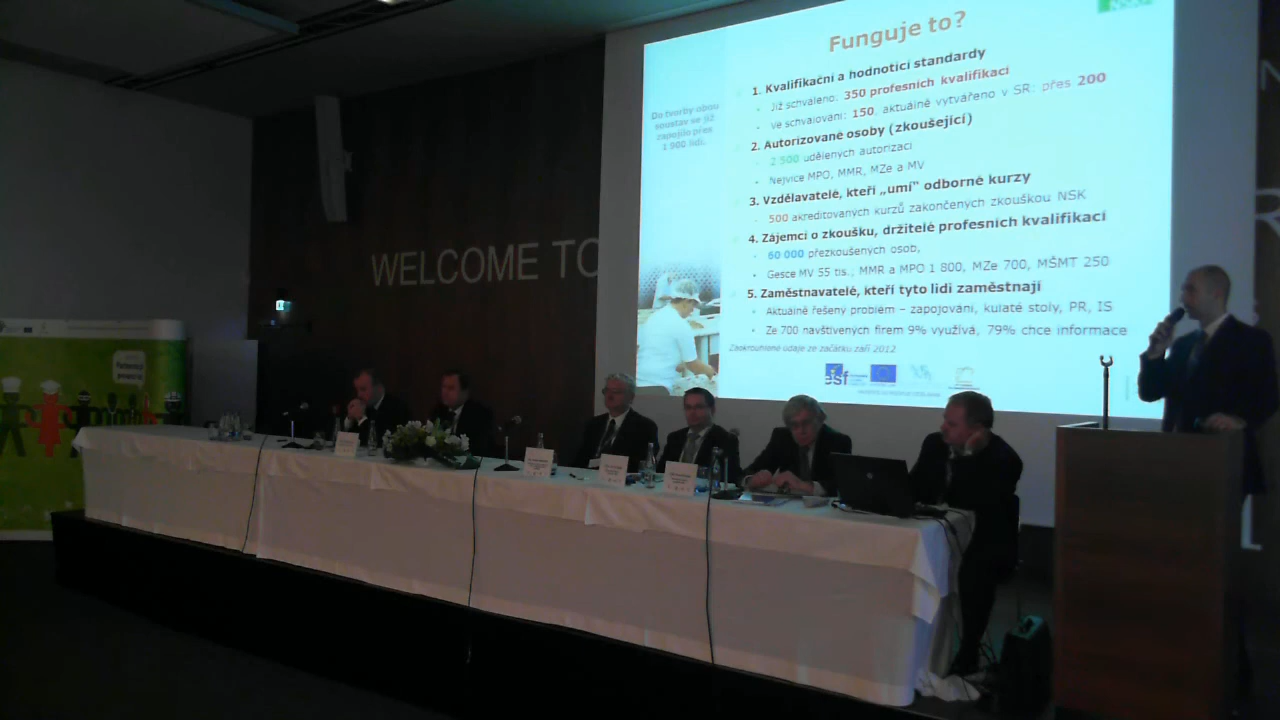 NSK
Funguje to?
Do tvorby obou
soustav se již
zapojilo přes
1 900 lidí.
1. Kvalifikační a hodnotící standardy
Již schváleno: 350 profesních kvalifikací
Ve schvalování: 150, aktuálně vytvářeno v SR: přes 200
2. Autorizované osoby (zkoušející)
2 500 udělených autorizací
Nejvíce MPO, MMR, MZe a MV
3. Vzdělavatelé, kteří „umí" odborné kurzy
500 akreditovaných kurzů zakončených zkouškou NSK
4. Zájemci o zkoušku, držitelé profesních kvalifikací
60 000 přezkoušených osob,
Gesce MV 55 tis., MMR a MPO 1 800, MZe 700, MŠMT 250
5. Zaměstnavatelé, kteří tyto lidi zaměstnají
Aktuálně řešený problém – zapojování, kulaté stoly, PR, IS
Ze 700 navštívených firem 9% využívá, 79% chce informace
Zaokrouhlené údaje ze začátku září 2012
esf
WELCOME TO